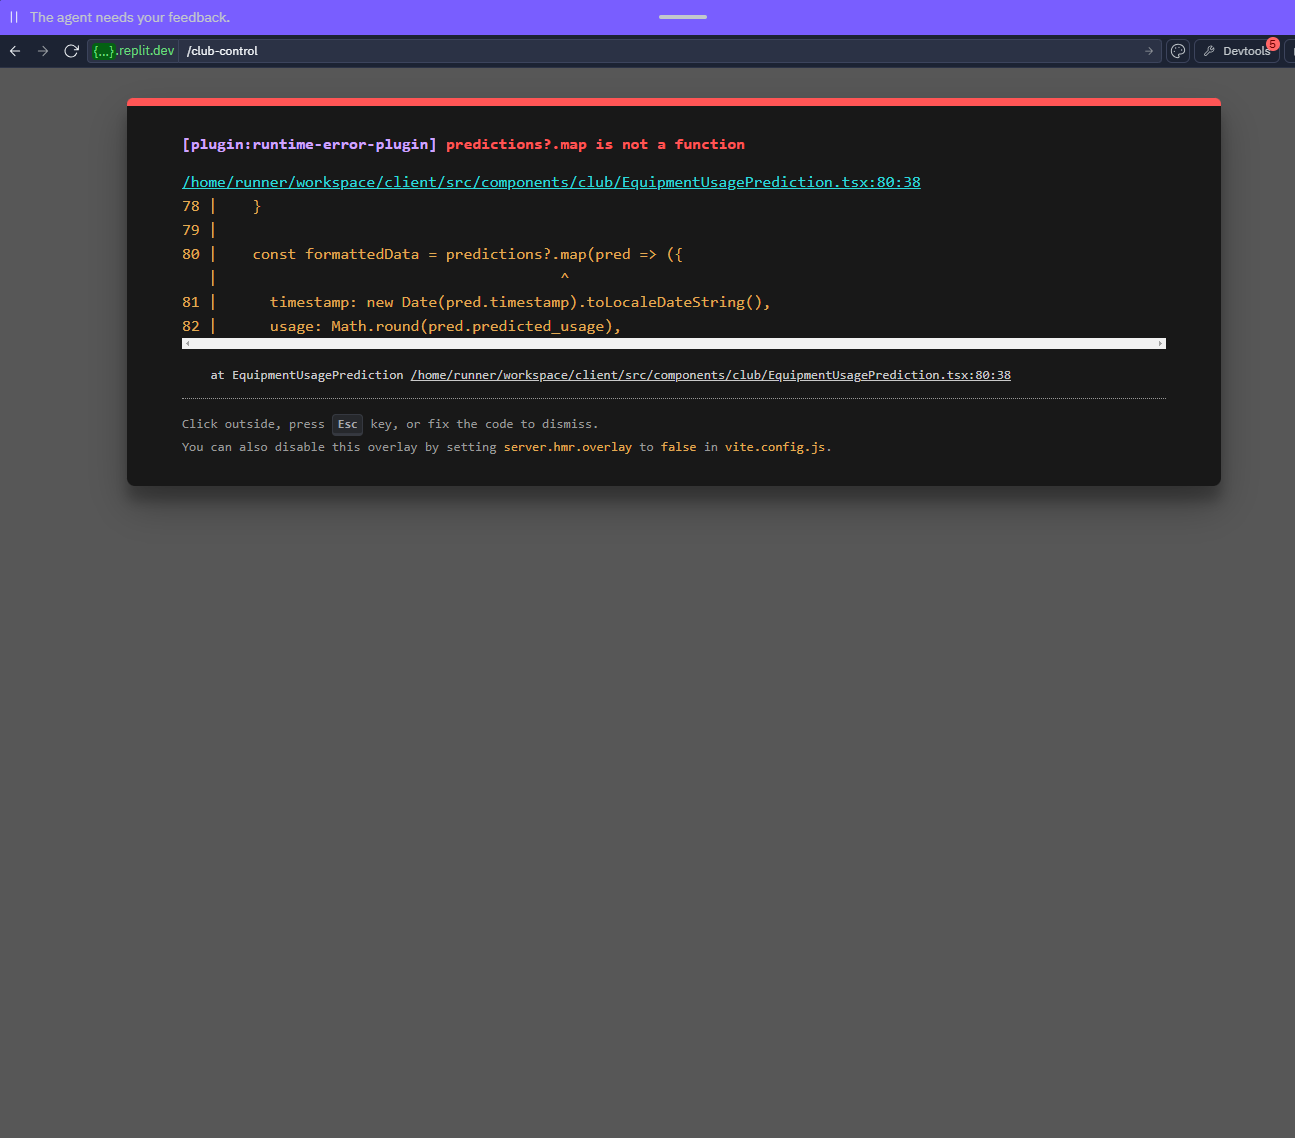 The agent needs your feedback.
{...}.replit.dev /club-control Devtools 5
[plugin:runtime-error-plugin] predictions?.map is not a function
/home/runner/workspace/client/src/components/club/EquipmentUsagePrediction.tsx:80:38
78 |    }
79 |
80 |    const formattedData = predictions?.map(pred => ({
   |                                       ^
81 |      timestamp: new Date(pred.timestamp).toLocaleDateString(),
82 |      usage: Math.round(pred.predicted_usage),
at EquipmentUsagePrediction /home/runner/workspace/client/src/components/club/EquipmentUsagePrediction.tsx:80:38
Click outside, press Esc key, or fix the code to dismiss.
You can also disable this overlay by setting server.hmr.overlay to false in vite.config.js.